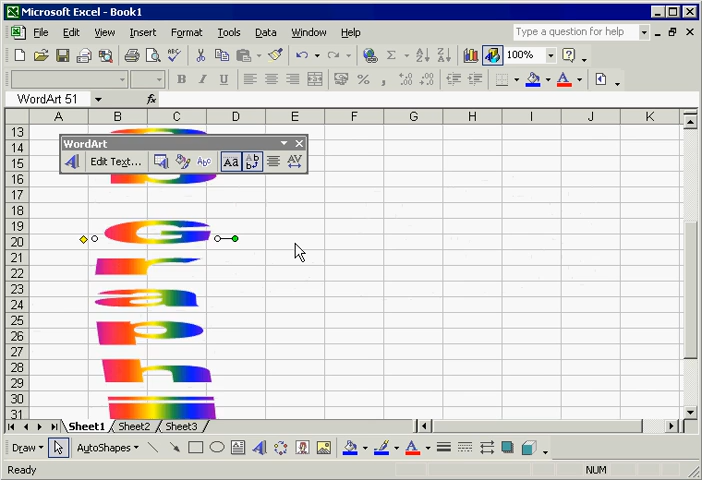 Microsoft Excel - Book1
File Edit View Insert Format Tools Data Window Help
Type a question for help
100%
B I U
WordArt 51 fx
A B C D E F G H I J K
13
14
15
16
17
18
19
20
21
22
23
24
25
26
27
28
29
30
31
WordArt
Edit Text...
G
r
a
p
h
Sheet1 Sheet2 Sheet3
Draw AutoShapes
Ready
NUM